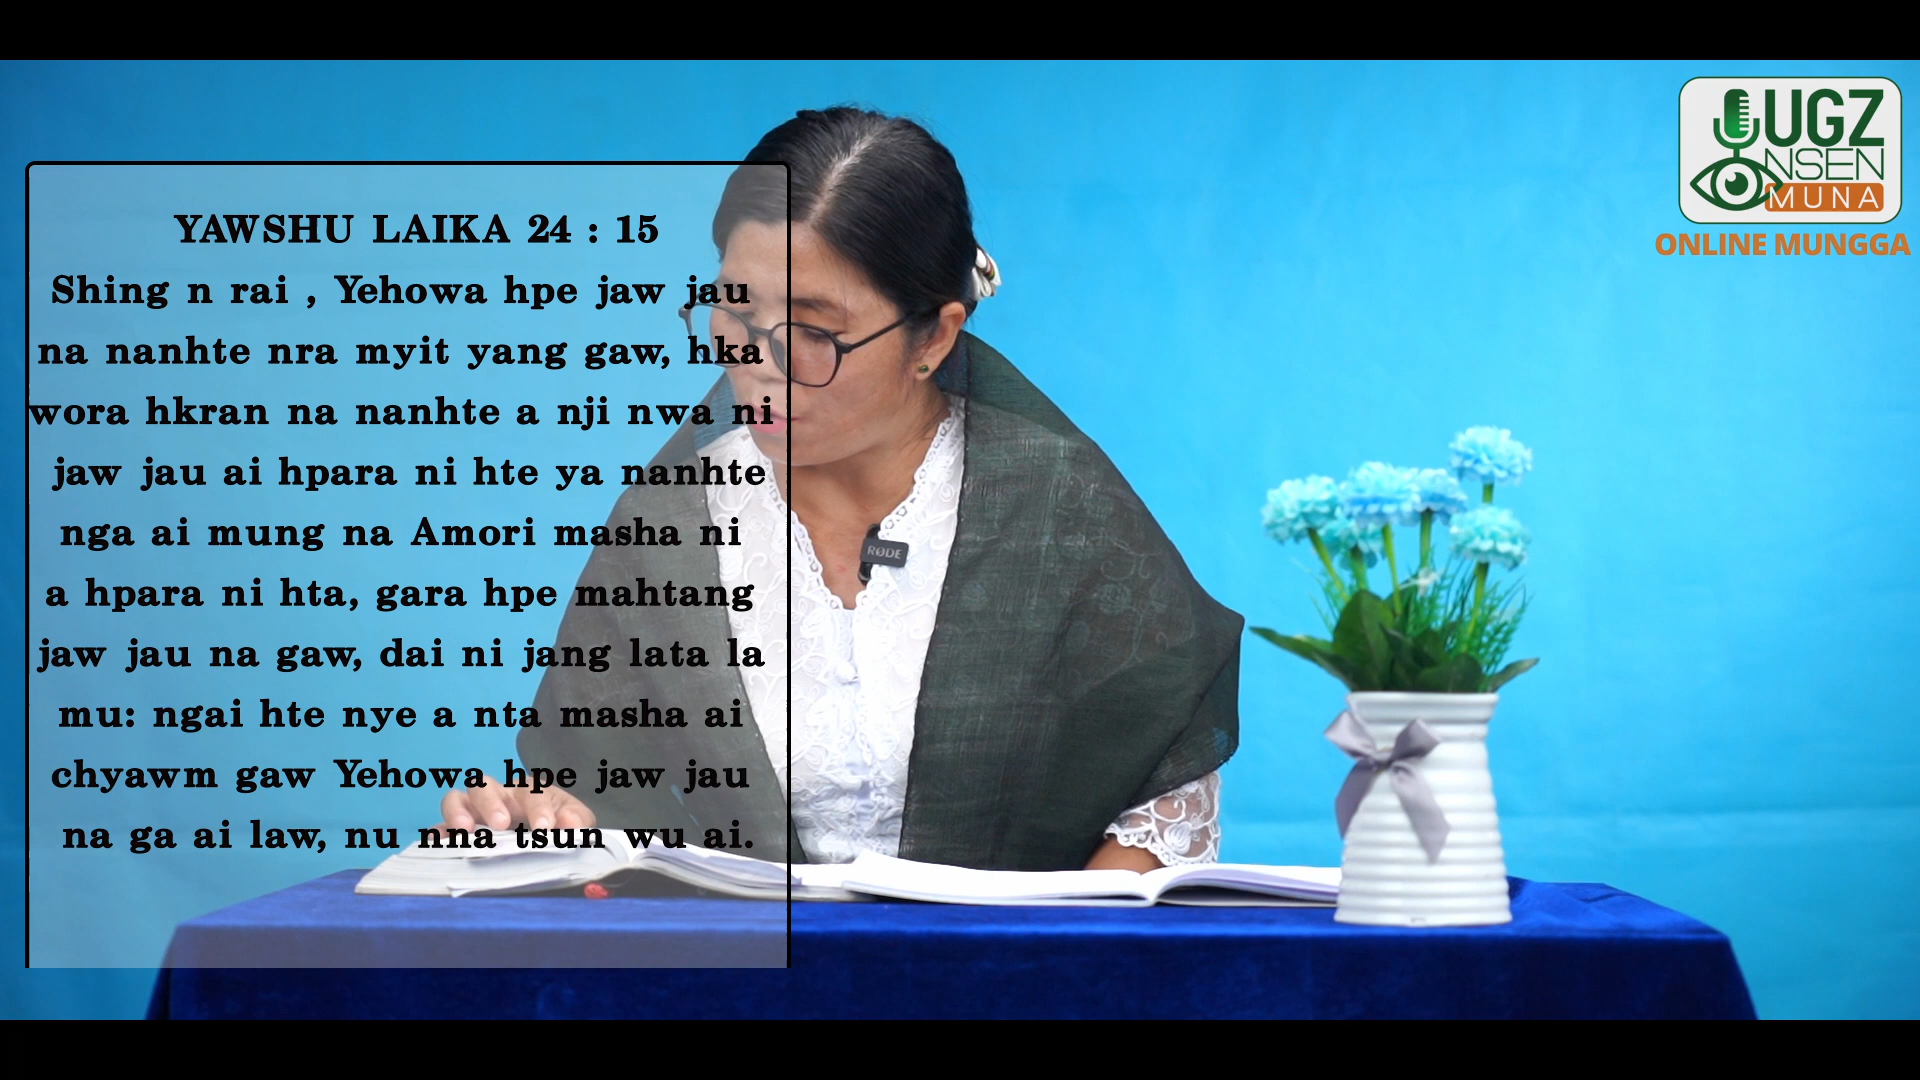 YAWSHU LAIKA 24 : 15
Shing n rai , Yehowa hpe jaw jau
na nanhte nra myit yang gaw, hka
wora hkran na nanhte a nji nwa ni
jaw jau ai hpara ni hte ya nanhte
nga ai mung na Amori masha ni
a hpara ni hta, gara hpe mahtang
jaw jau na gaw, dai ni jang lata la
mu: ngai hte nye a nta masha ai
chyawm gaw Yehowa hpe jaw jau
na ga ai law, nu nna tsun wu ai.
UGZ
NSEN
MUNA
ONLINE MUNGGA
RØDE